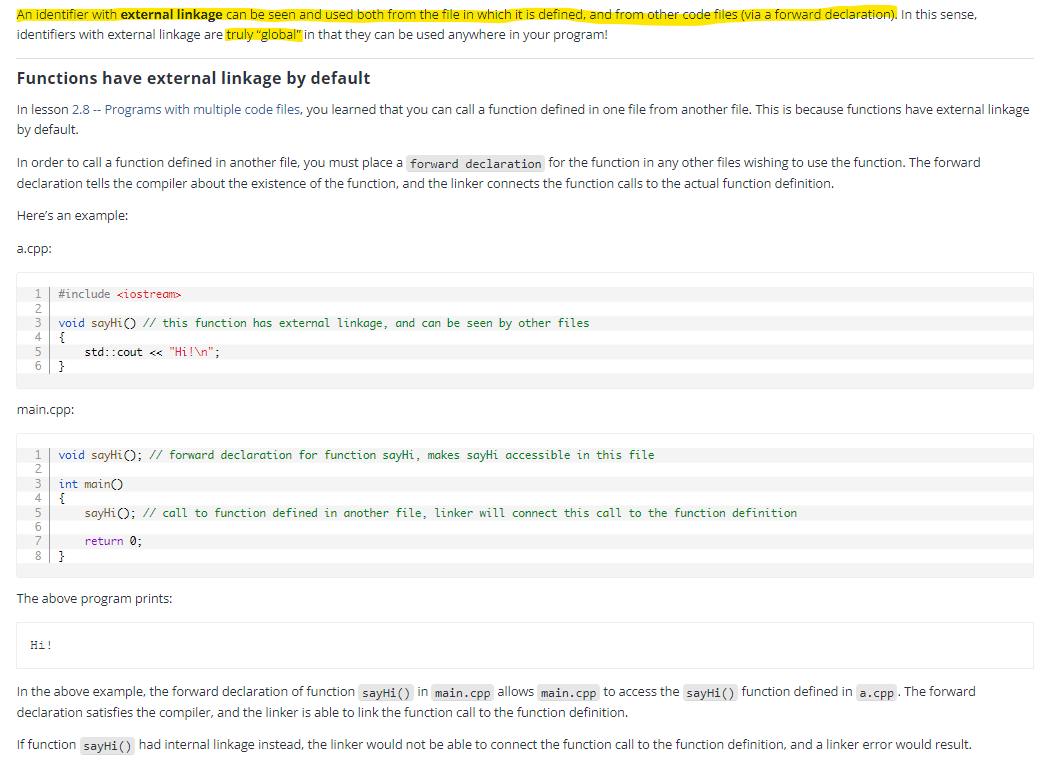 An identifier with external linkage can be seen and used both from the file in which it is defined, and from other code files (via a forward declaration). In this sense,
identifiers with external linkage are truly “global” in that they can be used anywhere in your program!
Functions have external linkage by default
In lesson 2.8 -- Programs with multiple code files, you learned that you can call a function defined in one file from another file. This is because functions have external linkage
by default.
In order to call a function defined in another file, you must place a forward declaration for the function in any other files wishing to use the function. The forward
declaration tells the compiler about the existence of the function, and the linker connects the function calls to the actual function definition.
Here’s an example:
a.cpp:
1 #include <iostream>
2
3 void sayHi() // this function has external linkage, and can be seen by other files
4 {
5     std::cout << "Hi!\n";
6 }
main.cpp:
1 void sayHi(); // forward declaration for function sayHi, makes sayHi accessible in this file
2
3 int main()
4 {
5     sayHi(); // call to function defined in another file, linker will connect this call to the function definition
6
7     return 0;
8 }
The above program prints:
Hi!
In the above example, the forward declaration of function sayHi() in main.cpp allows main.cpp to access the sayHi() function defined in a.cpp. The forward
declaration satisfies the compiler, and the linker is able to link the function call to the function definition.
If function sayHi() had internal linkage instead, the linker would not be able to connect the function call to the function definition, and a linker error would result.